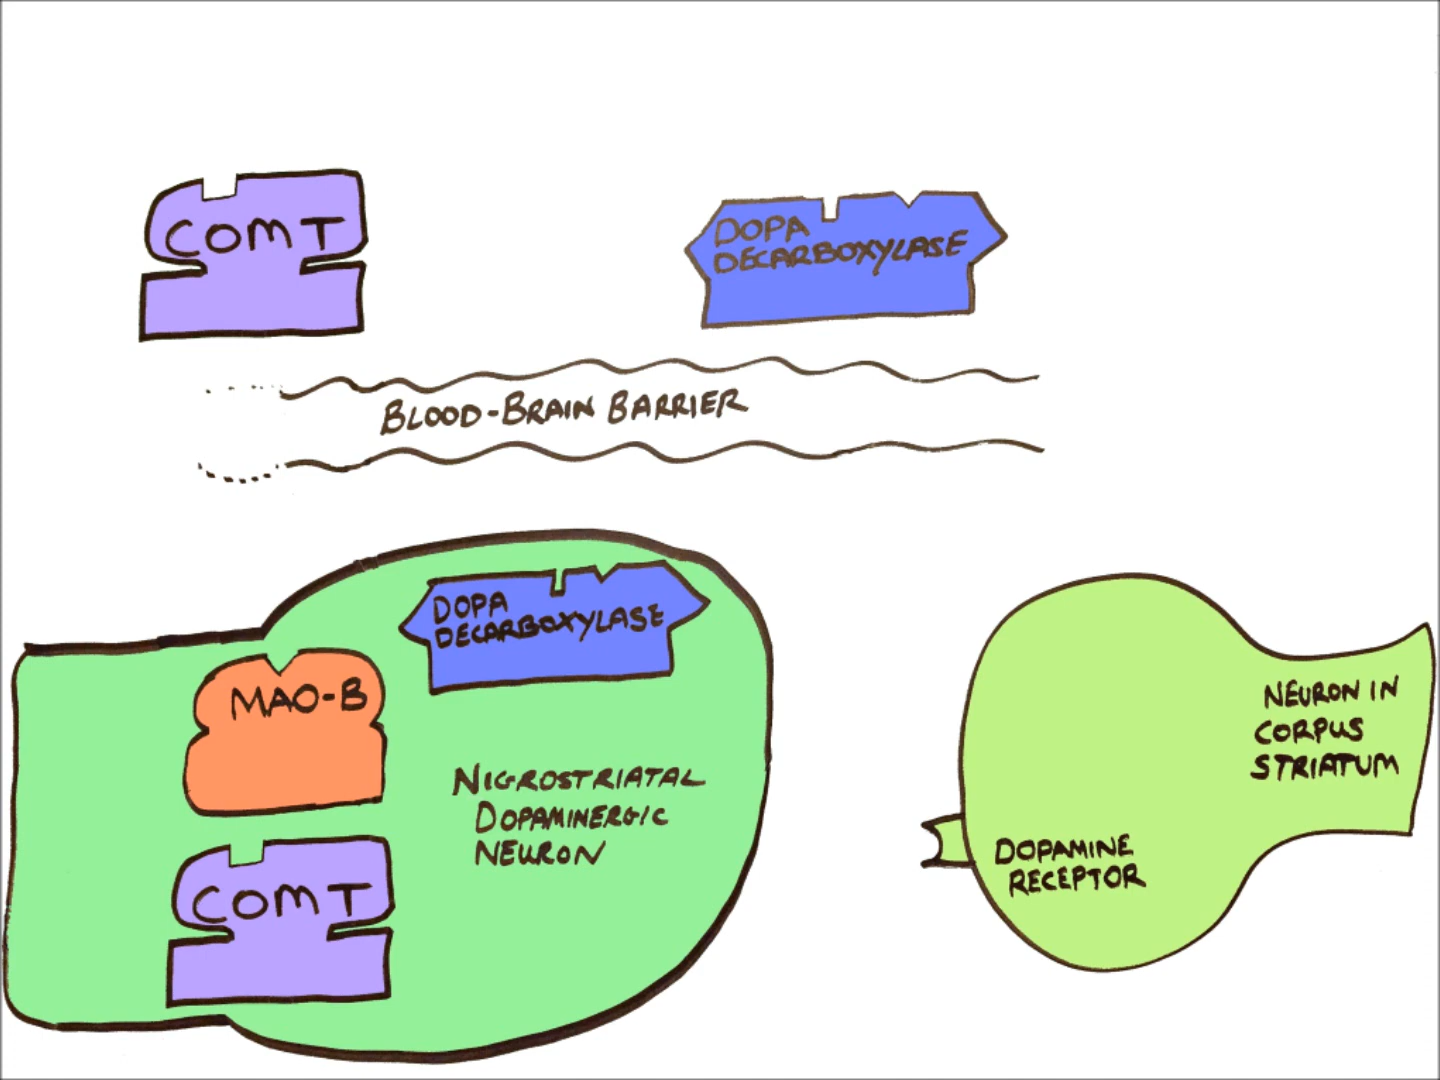 COMT
DOPA
DECARBOXYLASE
BLOOD-BRAIN BARRIER
DOPA
DECARBOXYLASE
MAO-B
NIGROSTRIATAL
DOPAMINERGIC
NEURON
COMT
NEURON IN
CORPUS
STRIATUM
DOPAMINE
RECEPTOR